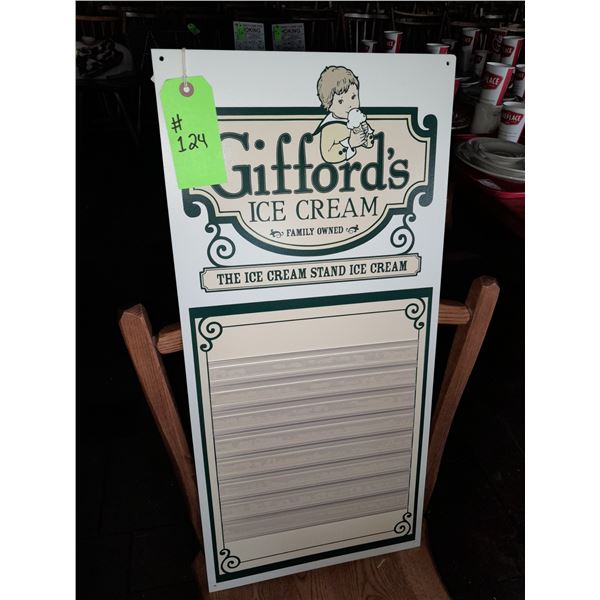 #
124
Gifford's
ICE CREAM
FAMILY OWNED
THE ICE CREAM STAND ICE CREAM